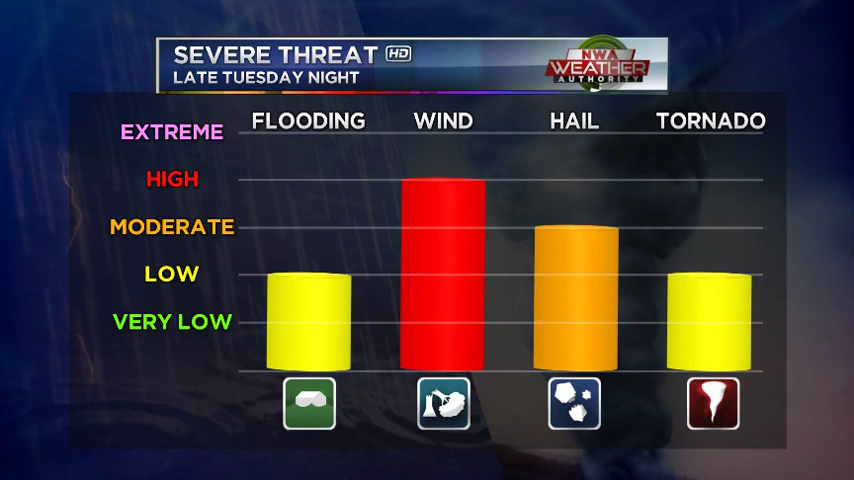 SEVERE THREAT HD
LATE TUESDAY NIGHT
NWA
WEATHER
AUTHORITY
FLOODING WIND HAIL TORNADO
EXTREME
HIGH
MODERATE
LOW
VERY LOW